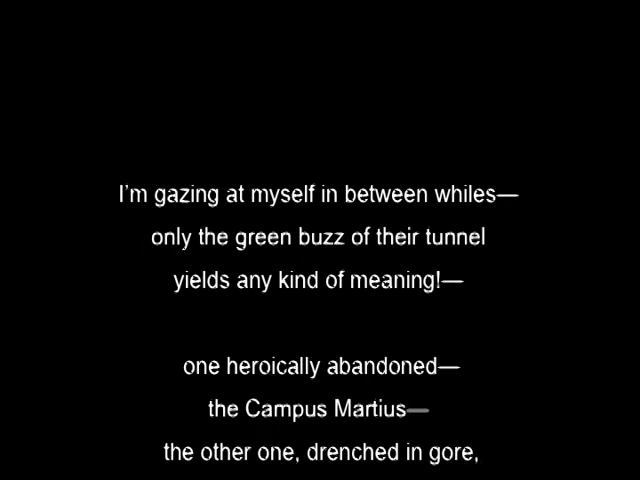 I'm gazing at myself in between whiles—
only the green buzz of their tunnel
yields any kind of meaning!—
one heroically abandoned—
the Campus Martius—
the other one, drenched in gore,